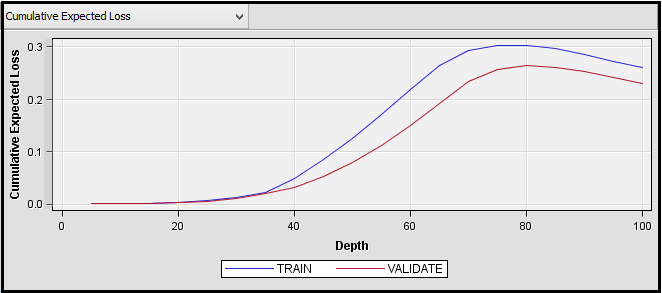 Cumulative Expected Loss
Cumulative Expected Loss
0.3
0.2
0.1
0.0
0 20 40 60 80 100
Depth
TRAIN VALIDATE